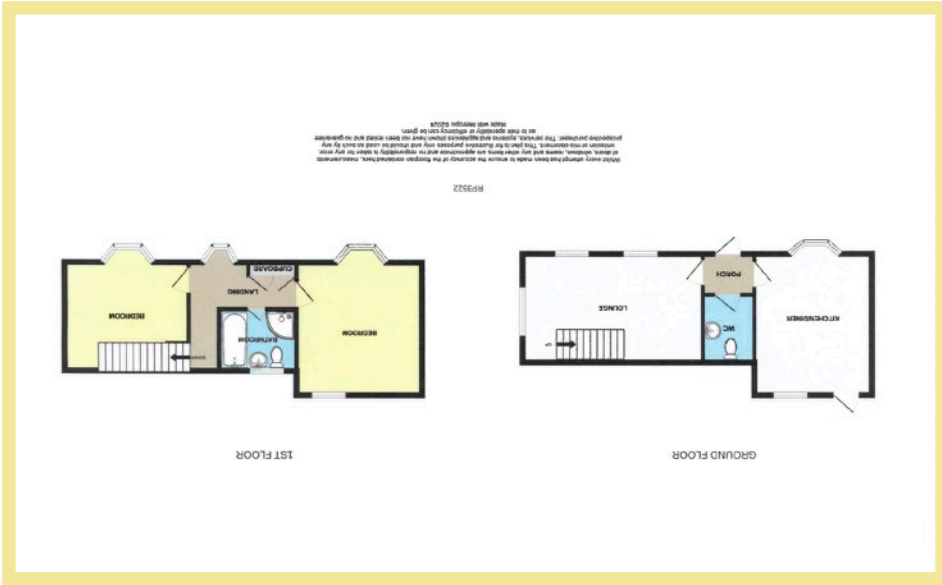 GROUND FLOOR
1ST FLOOR
KITCHEN/DINER
WC
PORCH
UP
LOUNGE
BEDROOM
BATHROOM
CUPBOARD
LANDING
DOWN
BEDROOM
RP3522
Whilst every attempt has been made to ensure the accuracy of the floorplan contained here, measurements
of doors, windows, rooms and any other items are approximate and no responsibility is taken for any error,
omission or mis-statement. This plan is for illustrative purposes only and should be used as such by any
prospective purchaser. The services, systems and appliances shown have not been tested and no guarantee
as to their operability or efficiency can be given.
Made with Metropix ©2024